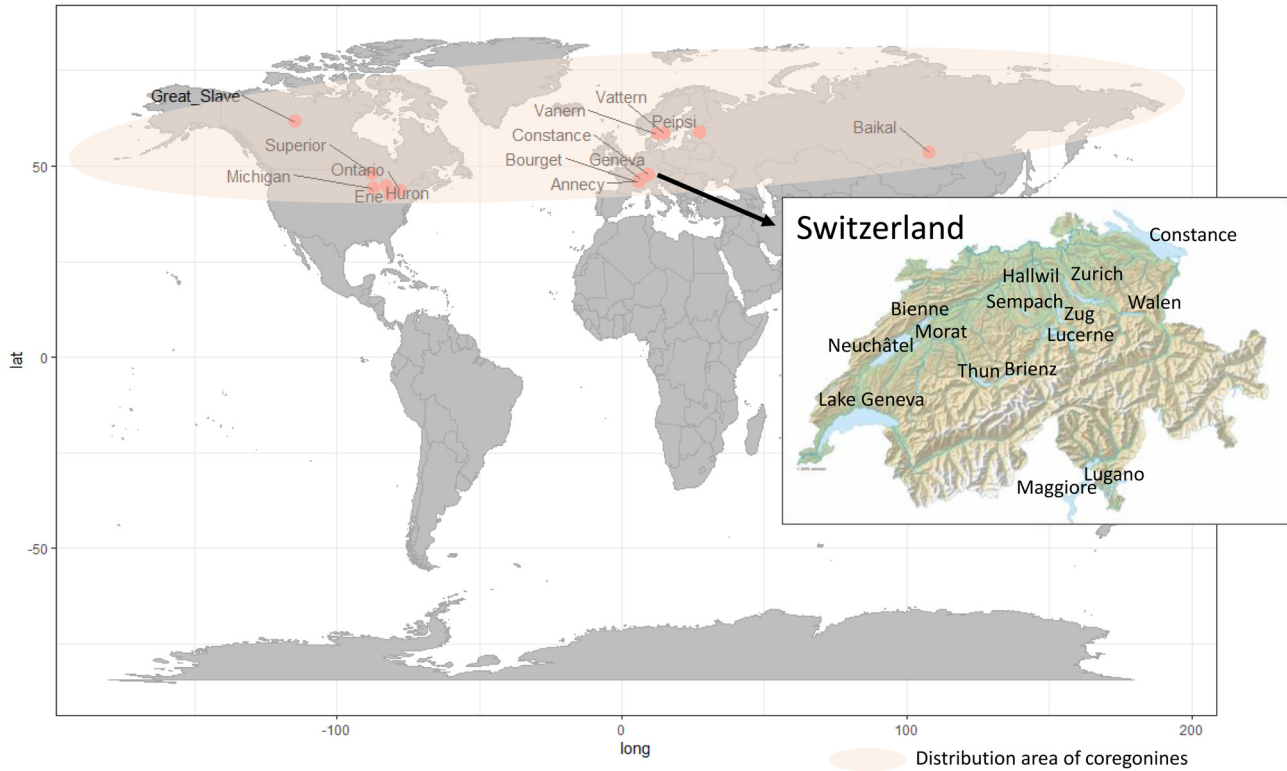 Great_Slave
Vattern
Vanern
Peipsi
Baikal
Superior
Constance
Ontario
Bourget
Geneva
Michigan
Annecy
Erie
Huron
50
0
-50
lat
-100
0
100
200
long
Switzerland
Constance
Hallwil
Zurich
Sempach
Walen
Bienne
Zug
Morat
Lucerne
Neuchâtel
Thun
Brienz
Lake Geneva
Lugano
Maggiore
Distribution area of coregonines